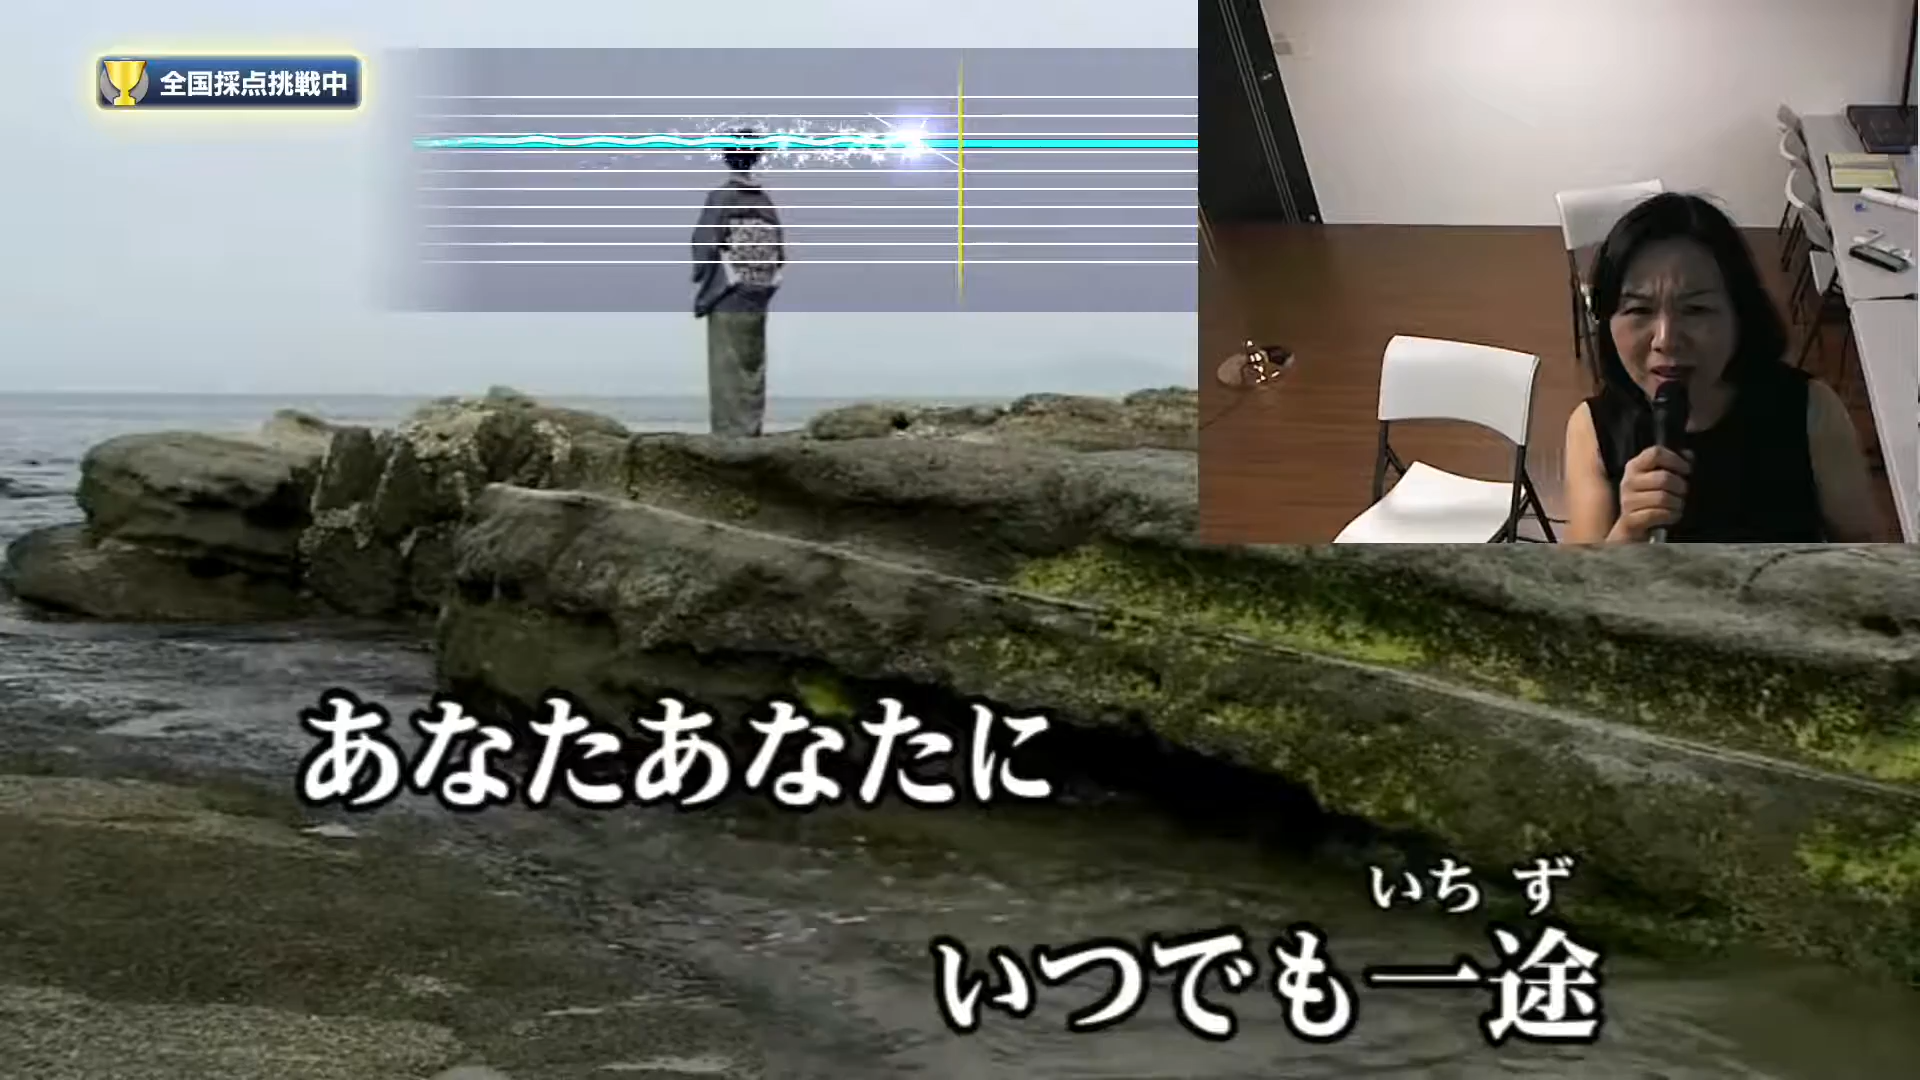 全国採点挑戦中
あなたあなたに
いちず
いつでも一途